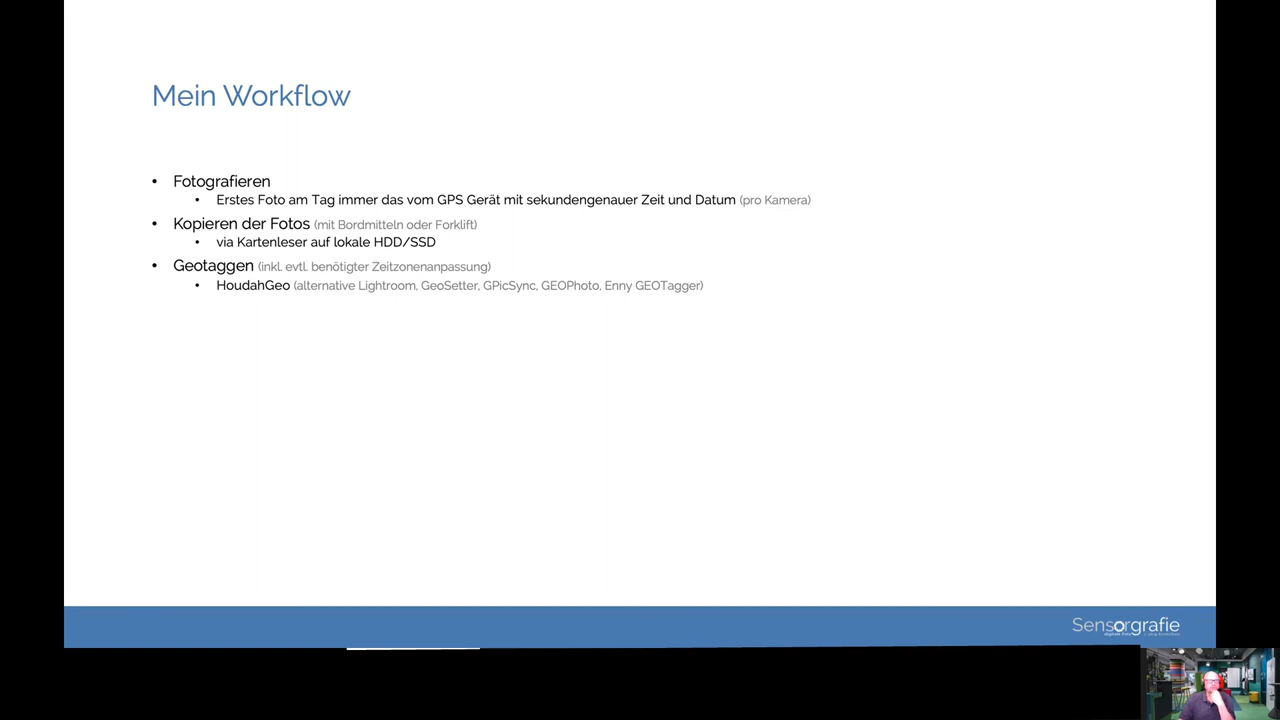 Mein Workflow
• Fotografieren
• Erstes Foto am Tag immer das vom GPS Gerät mit sekundengenauer Zeit und Datum (pro Kamera)
• Kopieren der Fotos (mit Bordmitteln oder Forklift)
• via Kartenleser auf lokale HDD/SSD
• Geotaggen (inkl. evtl. benötigter Zeitzonenanpassung)
• HoudahGeo (alternative Lightroom, GeoSetter, GPicSync, GEOPhoto, Enny GEOTagger)
Sensorgrafie